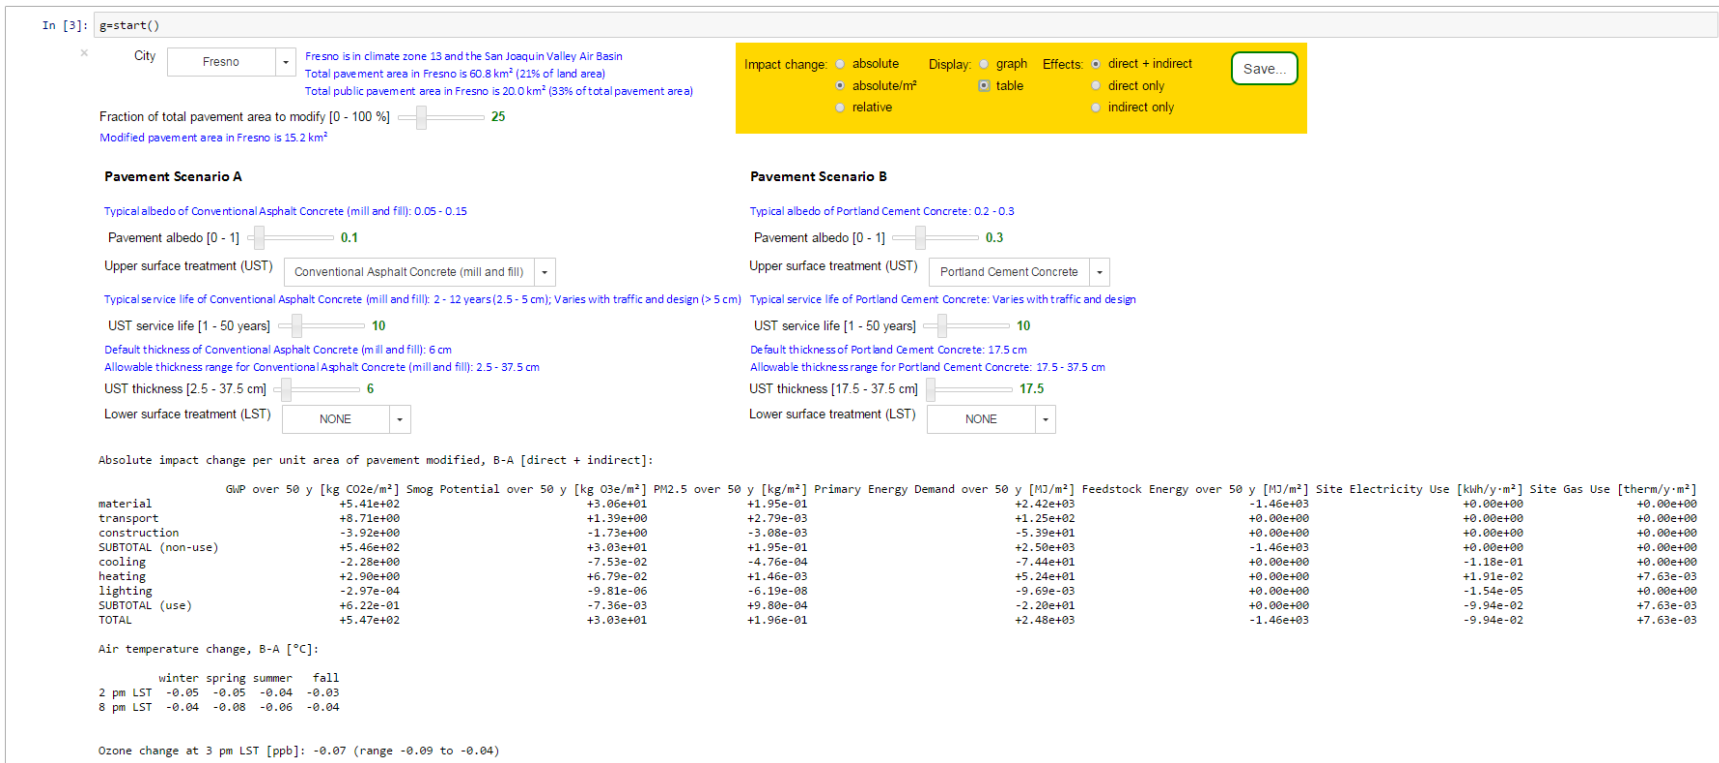 In [3]: g=start()
×
City Fresno
Fresno is in climate zone 13 and the San Joaquin Valley Air Basin
Total pavement area in Fresno is 60.8 km² (21% of land area)
Total public pavement area in Fresno is 20.0 km² (33% of total pavement area)
Fraction of total pavement area to modify [0 - 100 %] 25
Modified pavement area in Fresno is 15.2 km²
Impact change: absolute Display: graph Effects: direct + indirect Save...
absolute/m² table direct only
relative indirect only
Pavement Scenario A
Typical albedo of Conventional Asphalt Concrete (mill and fill): 0.05 - 0.15
Pavement albedo [0 - 1] 0.1
Upper surface treatment (UST) Conventional Asphalt Concrete (mill and fill)
Typical service life of Conventional Asphalt Concrete (mill and fill): 2 - 12 years (2.5 - 5 cm); Varies with traffic and design (> 5 cm)
UST service life [1 - 50 years] 10
Default thickness of Conventional Asphalt Concrete (mill and fill): 6 cm
Allowable thickness range for Conventional Asphalt Concrete (mill and fill): 2.5 - 37.5 cm
UST thickness [2.5 - 37.5 cm] 6
Lower surface treatment (LST) NONE
Pavement Scenario B
Typical albedo of Portland Cement Concrete: 0.2 - 0.3
Pavement albedo [0 - 1] 0.3
Upper surface treatment (UST) Portland Cement Concrete
Typical service life of Portland Cement Concrete: Varies with traffic and design
UST service life [1 - 50 years] 10
Default thickness of Portland Cement Concrete: 17.5 cm
Allowable thickness range for Portland Cement Concrete: 17.5 - 37.5 cm
UST thickness [17.5 - 37.5 cm] 17.5
Lower surface treatment (LST) NONE
Absolute impact change per unit area of pavement modified, B-A [direct + indirect]:
GWP over 50 y [kg CO2e/m²] Smog Potential over 50 y [kg O3e/m²] PM2.5 over 50 y [kg/m²] Primary Energy Demand over 50 y [MJ/m²] Feedstock Energy over 50 y [MJ/m²] Site Electricity Use [kWh/y·m²] Site Gas Use [therm/y·m²]
material +5.41e+02 +3.06e+01 +1.95e-01 +2.42e+03 -1.46e+03 +0.00e+00 +0.00e+00
transport +8.71e+00 +1.39e+00 +2.79e-03 +1.25e+02 +0.00e+00 +0.00e+00 +0.00e+00
construction -3.92e+00 -1.73e+00 -3.08e-03 -5.39e+01 +0.00e+00 +0.00e+00 +0.00e+00
SUBTOTAL (non-use) +5.46e+02 +3.03e+01 +1.95e-01 +2.50e+03 -1.46e+03 +0.00e+00 +0.00e+00
cooling -2.28e+00 -7.53e-02 -4.76e-04 -7.44e+01 +0.00e+00 -1.18e-01 +0.00e+00
heating +2.90e+00 +6.79e-02 +1.46e-03 +5.24e+01 +0.00e+00 +1.91e-02 +7.63e-03
lighting -2.97e-04 -9.81e-06 -6.19e-08 -9.69e-03 +0.00e+00 -1.54e-05 +0.00e+00
SUBTOTAL (use) +6.22e-01 -7.36e-03 +9.80e-04 -2.20e+01 +0.00e+00 -9.94e-02 +7.63e-03
TOTAL +5.47e+02 +3.03e+01 +1.96e-01 +2.48e+03 -1.46e+03 -9.94e-02 +7.63e-03
Air temperature change, B-A [°C]:
winter spring summer fall
2 pm LST -0.05 -0.05 -0.04 -0.03
8 pm LST -0.04 -0.08 -0.06 -0.04
Ozone change at 3 pm LST [ppb]: -0.07 (range -0.09 to -0.04)